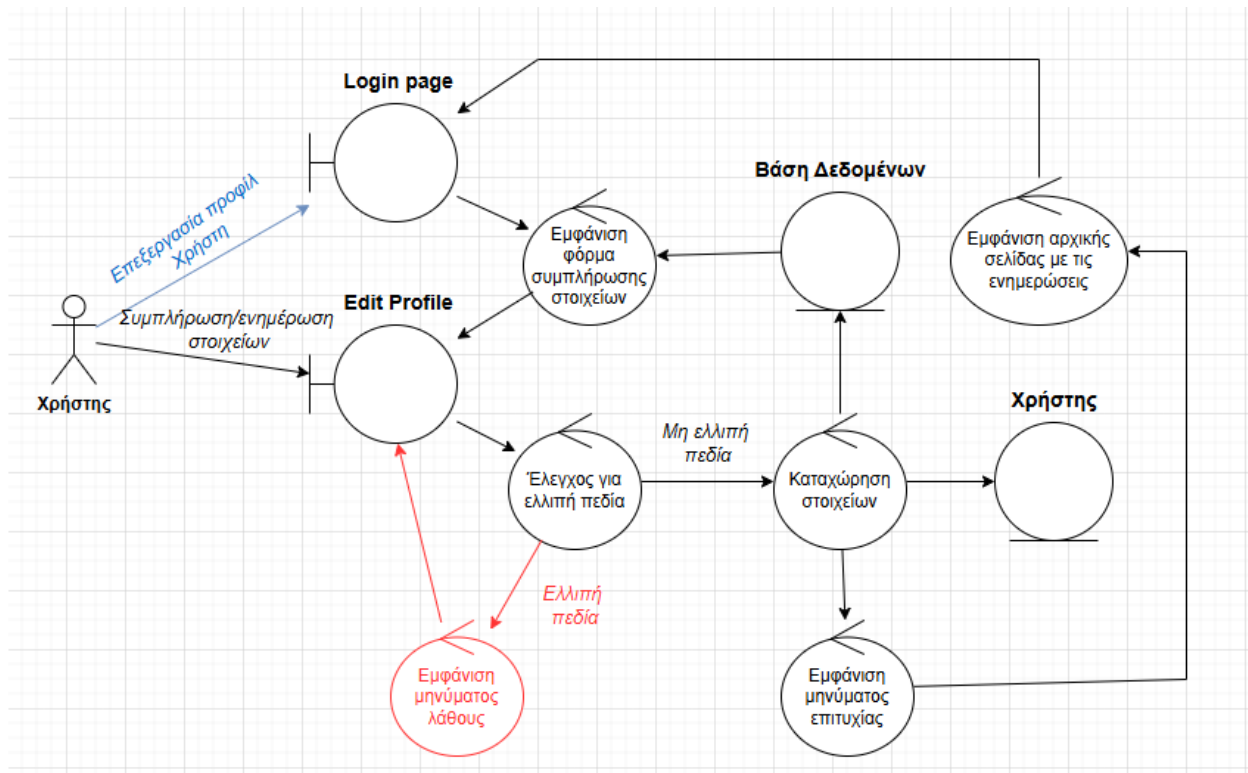 Login page
Βάση Δεδομένων
Επεξεργασία προφίλ
Χρήστη
Εμφάνιση
φόρμα
συμπλήρωσης
στοιχείων
Εμφάνιση αρχικής
σελίδας με τις
ενημερώσεις
Edit Profile
Συμπλήρωση/ενημέρωση
στοιχείων
Χρήστης
Χρήστης
Μη ελλιπή
πεδία
Έλεγχος για
ελλιπή πεδία
Καταχώρηση
στοιχείων
Ελλιπή
πεδία
Εμφάνιση
μηνύματος
λάθους
Εμφάνιση
μηνύματος
επιτυχίας